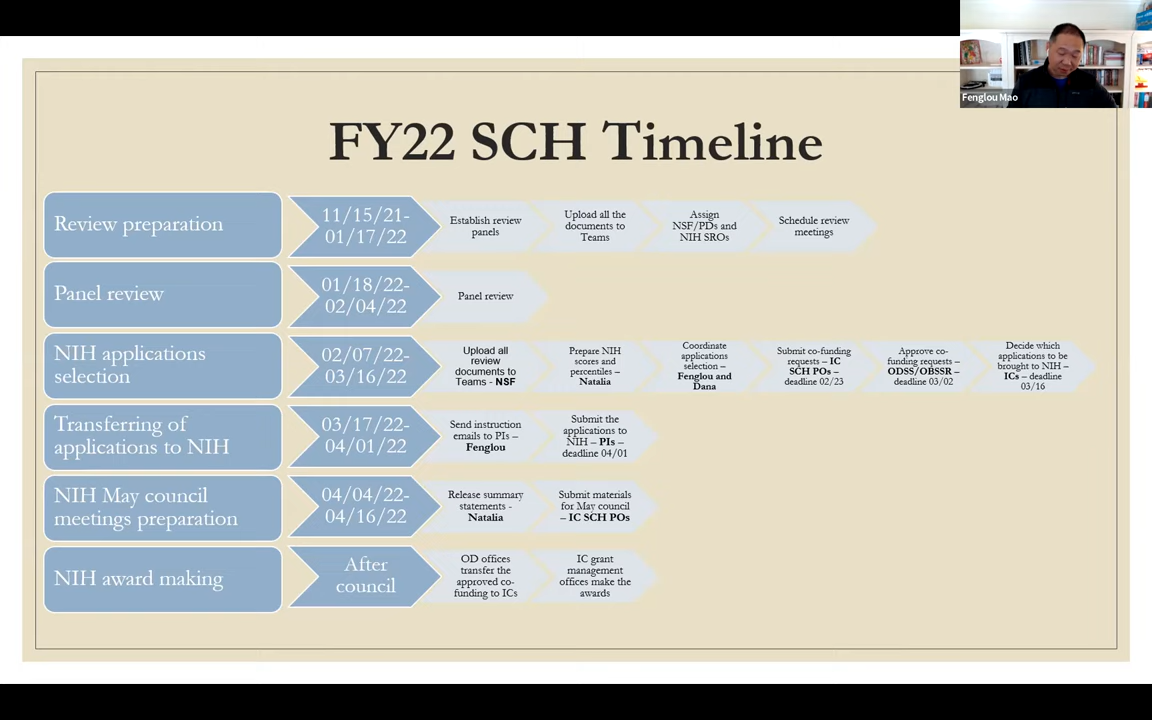 Fenglou Mao
FY22 SCH Timeline
Review preparation
11/15/21-
01/17/22
Establish review
panels
Upload all the
documents to
Teams
Assign
NSF/PDs and
NIH SROs
Schedule review
meetings
Panel review
01/18/22-
02/04/22
Panel review
NIH applications
selection
02/07/22-
03/16/22
Upload all
review
documents to
Teams - NSF
Prepare NIH
scores and
percentiles –
Natalia
Coordinate
applications
selection –
Fenglou and
Dana
Submit co-funding
requests – IC
SCH POs –
deadline 02/23
Approve co-
funding requests –
ODSS/OBSSR –
deadline 03/02
Decide which
applications to be
brought to NIH –
ICs – deadline
03/16
Transferring of
applications to NIH
03/17/22-
04/01/22
Send instruction
emails to PIs –
Fenglou
Submit the
applications to
NIH – PIs –
deadline 04/01
NIH May council
meetings preparation
04/04/22-
04/16/22
Release summary
statements -
Natalia
Submit materials
for May council
– IC SCH POs
NIH award making
After
council
OD offices
transfer the
approved co-
funding to ICs
IC grant
management
offices make the
awards